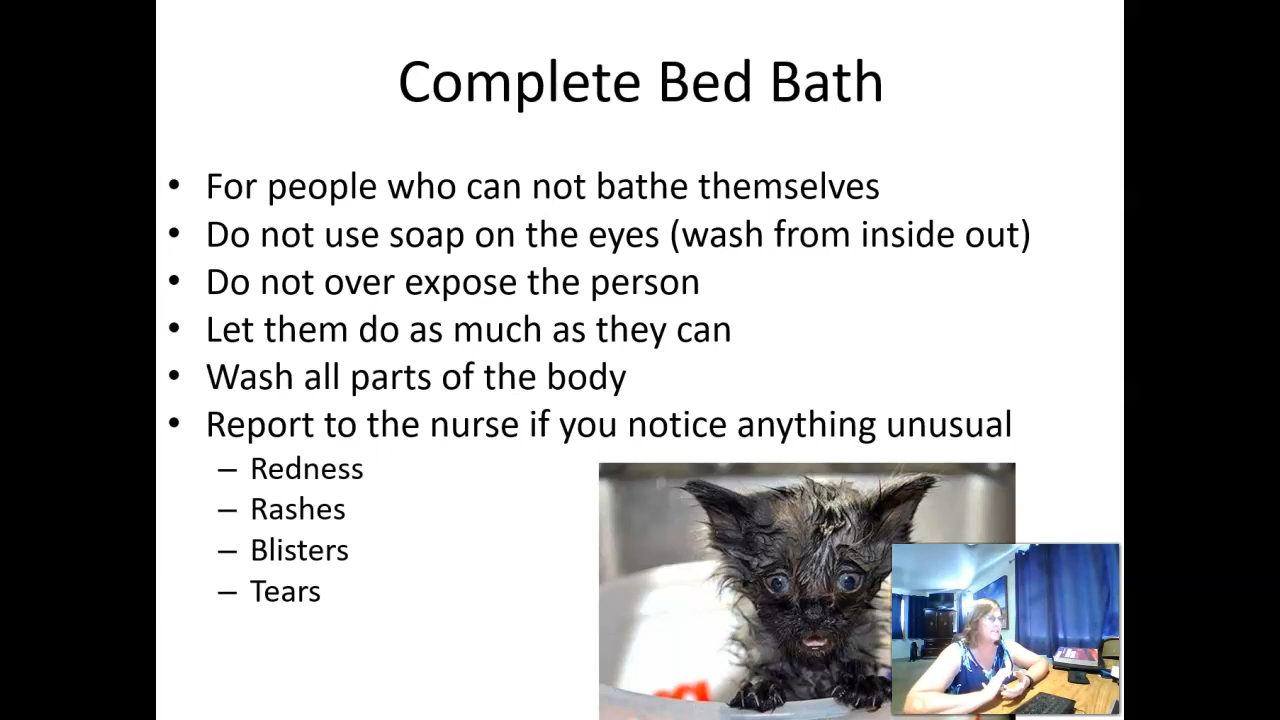 Complete Bed Bath
• For people who can not bathe themselves
• Do not use soap on the eyes (wash from inside out)
• Do not over expose the person
• Let them do as much as they can
• Wash all parts of the body
• Report to the nurse if you notice anything unusual
– Redness
– Rashes
– Blisters
– Tears